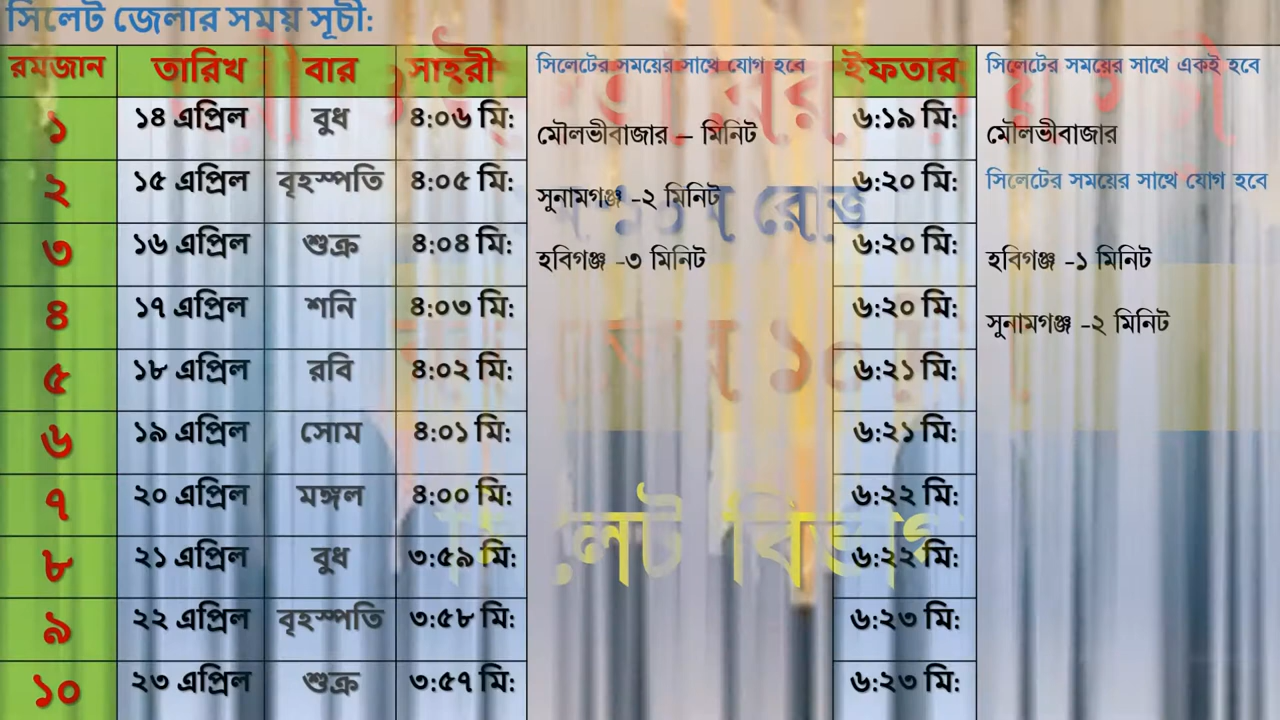 সিলেট জেলার সময় সূচী:
রমজান তারিখ বার সাহরী সিলেটের সময়ের সাথে যোগ হবে ইফতার সিলেটের সময়ের সাথে একই হবে
১ ১৪ এপ্রিল বুধ ৪:০৬ মি: মৌলভীবাজার – মিনিট ৬:১৯ মি: মৌলভীবাজার
২ ১৫ এপ্রিল বৃহস্পতি ৪:০৫ মি: সুনামগঞ্জ -২ মিনিট ৬:২০ মি: সিলেটের সময়ের সাথে যোগ হবে
৩ ১৬ এপ্রিল শুক্র ৪:০৪ মি: হবিগঞ্জ -৩ মিনিট ৬:২০ মি: হবিগঞ্জ -১ মিনিট
৪ ১৭ এপ্রিল শনি ৪:০৩ মি: ৬:২০ মি: সুনামগঞ্জ -২ মিনিট
৫ ১৮ এপ্রিল রবি ৪:০২ মি: ৬:২১ মি:
৬ ১৯ এপ্রিল সোম ৪:০১ মি: ৬:২১ মি:
৭ ২০ এপ্রিল মঙ্গল ৪:০০ মি: ৬:২২ মি:
৮ ২১ এপ্রিল বুধ ৩:৫৯ মি: ৬:২২ মি:
৯ ২২ এপ্রিল বৃহস্পতি ৩:৫৮ মি: ৬:২৩ মি:
১০ ২৩ এপ্রিল শুক্র ৩:৫৭ মি: ৬:২৩ মি:
সিলেট বিভাগ